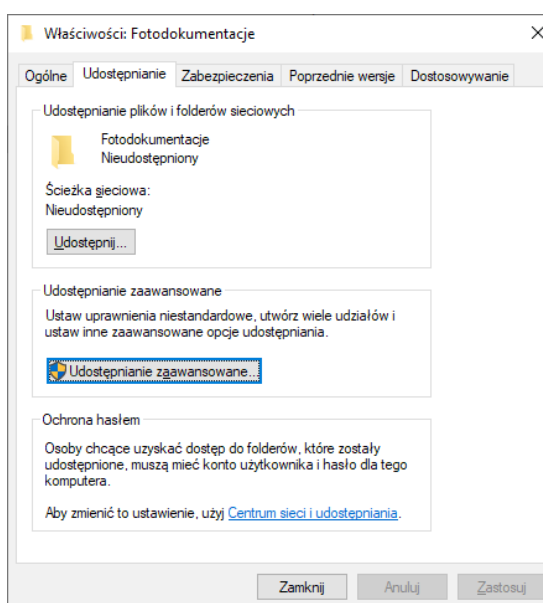 Właściwości: Fotodokumentacje
Ogólne Udostępnianie Zabezpieczenia Poprzednie wersje Dostosowywanie
Udostępnianie plików i folderów sieciowych
Fotodokumentacje
Nieudostępniony
Ścieżka sieciowa:
Nieudostępniony
Udostępnij...
Udostępnianie zaawansowane
Ustaw uprawnienia niestandardowe, utwórz wiele udziałów i
ustaw inne zaawansowane opcje udostępniania.
Udostępnianie zaawansowane...
Ochrona hasłem
Osoby chcące uzyskać dostęp do folderów, które zostały
udostępnione, muszą mieć konto użytkownika i hasło dla tego
komputera.
Aby zmienić to ustawienie, użyj Centrum sieci i udostępniania.
Zamknij Anuluj Zastosuj